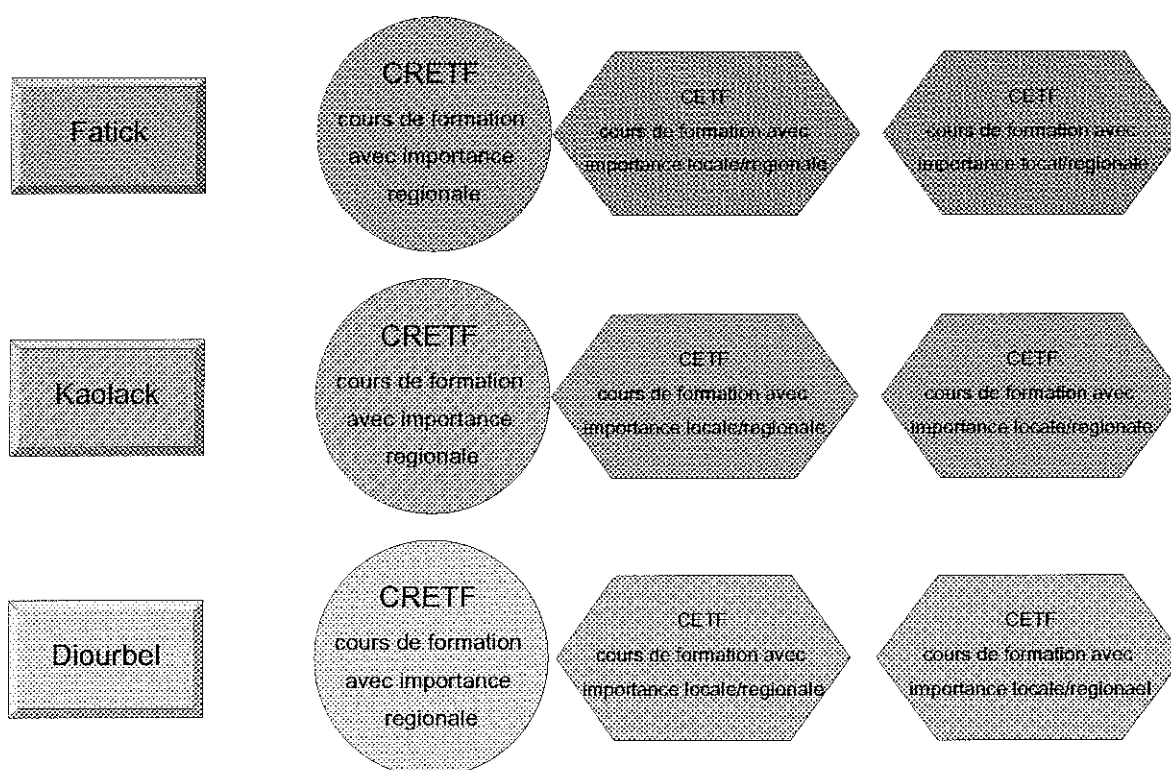 Fatick
CRETF
cours de formation
avec importance
regionale
CETF
cours de formation avec
importance locale/regionale
CETF
cours de formation avec
importance local/regionale
Kaolack
CRETF
cours de formation
avec importance
regionale
CETF
cours de formation avec
importance locale/regionale
CETF
cours de formation avec
importance locale/regionale
Diourbel
CRETF
cours de formation
avec importance
regionale
CETF
cours de formation avec
importance locale/regionale
CETF
cours de formation avec
importance locale/regionael